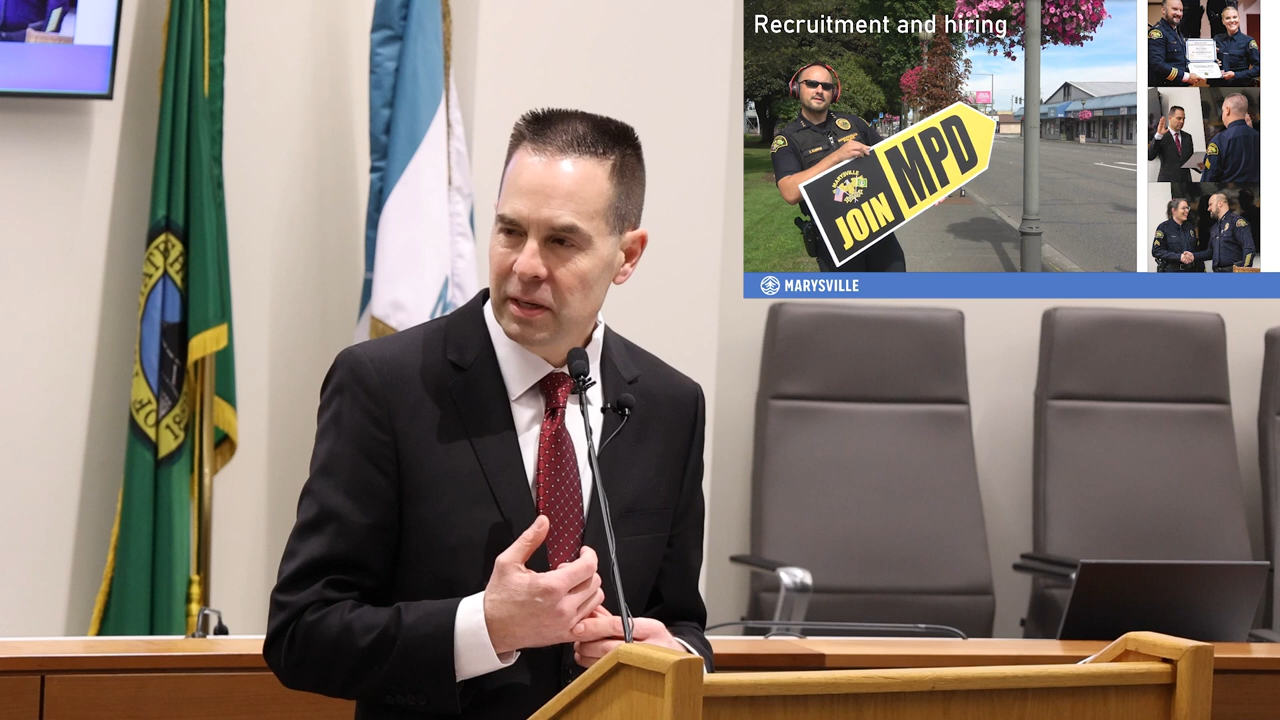 Recruitment and hiring
MARYSVILLE
JOIN
MPD
MARYSVILLE